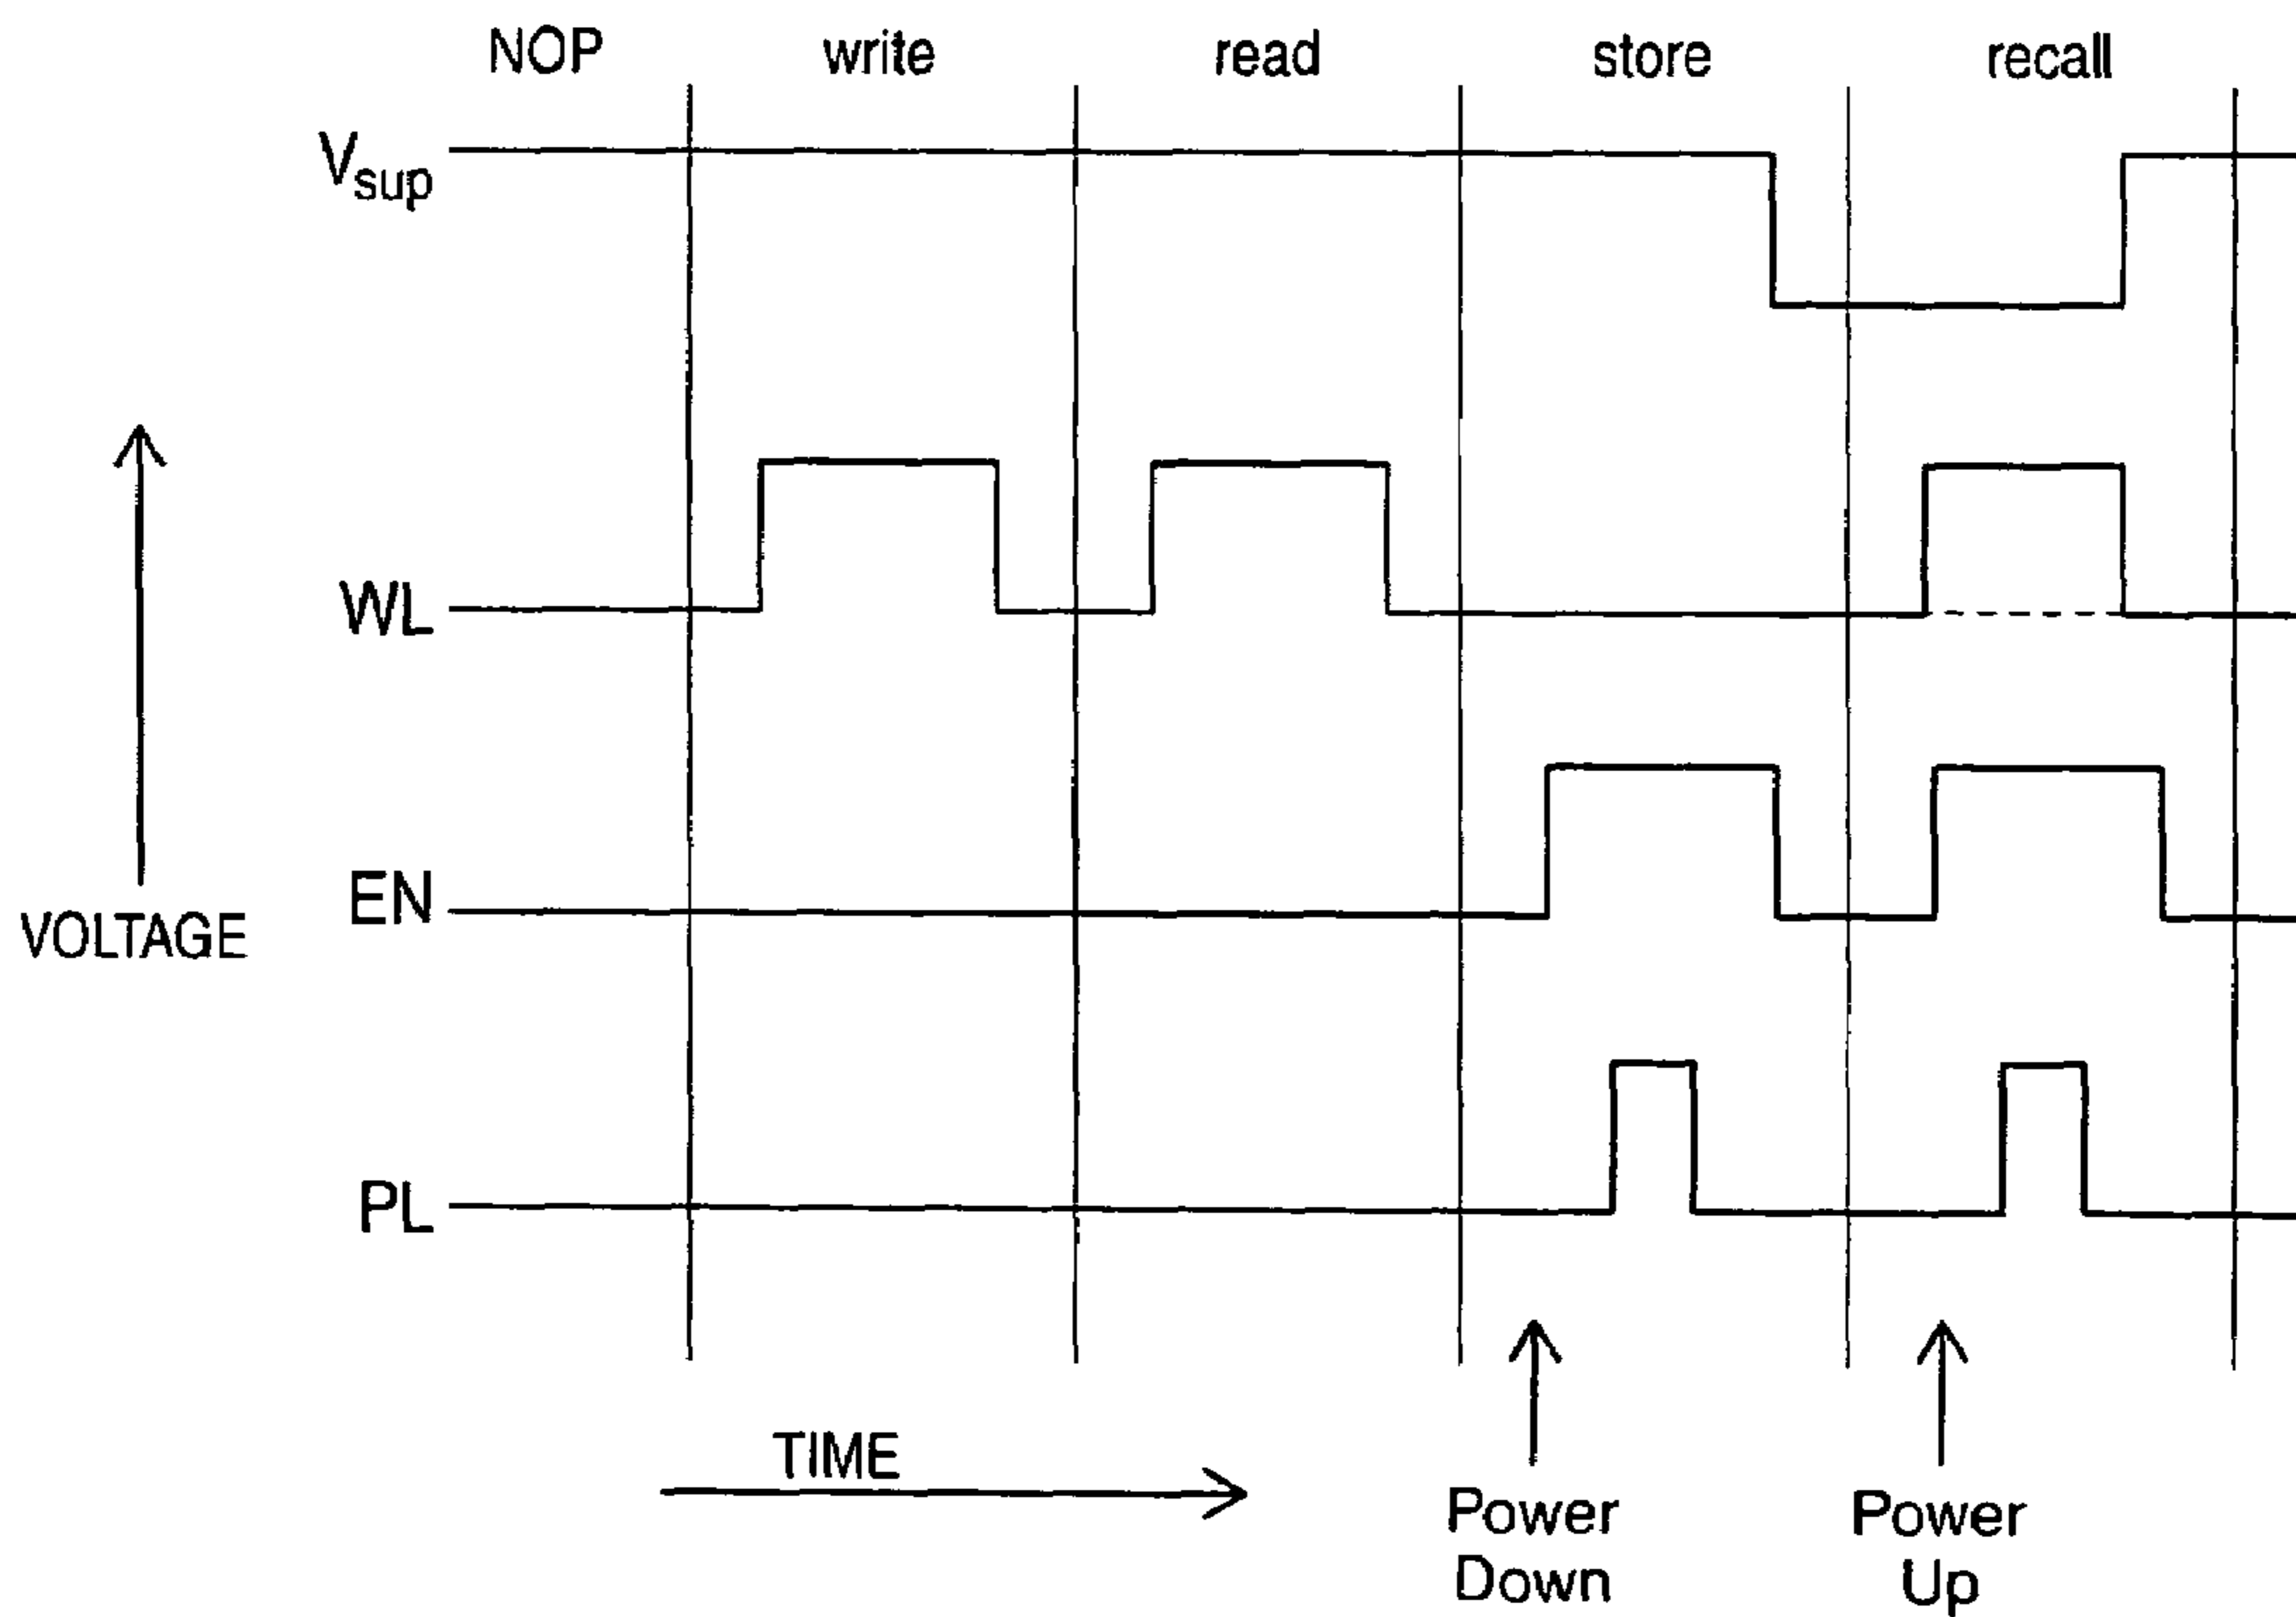 NOP write read store recall
Vsup
WL
EN
VOLTAGE
PL
TIME
Power
Down
Power
Up